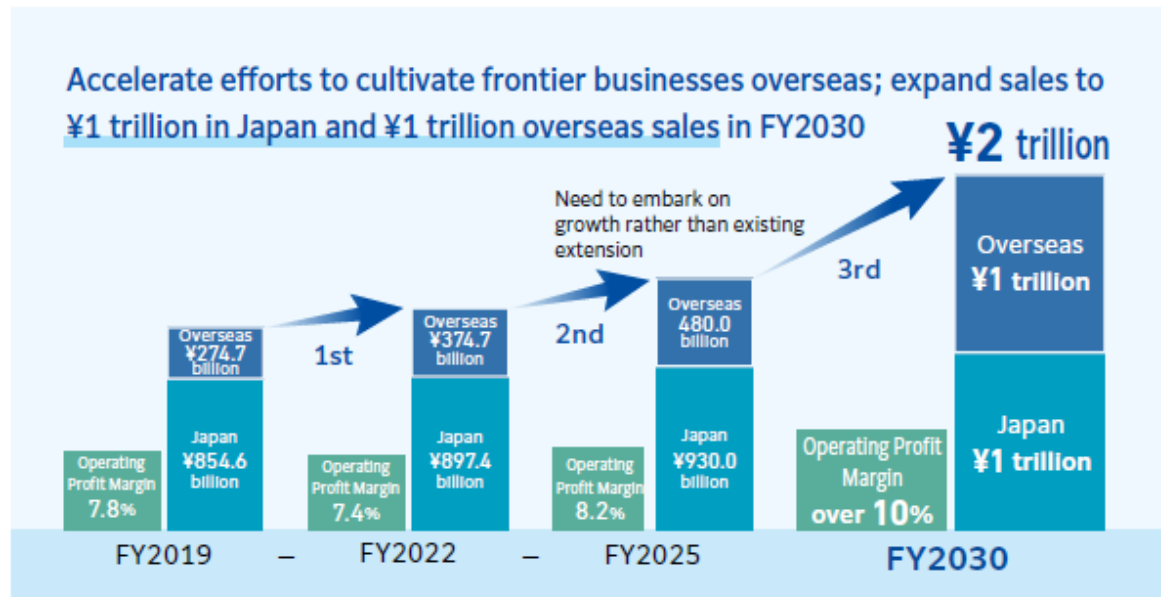 Accelerate efforts to cultivate frontier businesses overseas; expand sales to
¥1 trillion in Japan and ¥1 trillion overseas sales in FY2030
¥2 trillion
Need to embark on
growth rather than existing
extension
1st
2nd
3rd
Overseas
¥274.7
billion
Japan
¥854.6
billion
Operating
Profit Margin
7.8%
Overseas
¥374.7
billion
Japan
¥897.4
billion
Operating
Profit Margin
7.4%
Overseas
480.0
billion
Japan
¥930.0
billion
Operating
Profit Margin
8.2%
Overseas
¥1 trillion
Japan
¥1 trillion
Operating Profit
Margin
over 10%
FY2019 – FY2022 – FY2025 FY2030